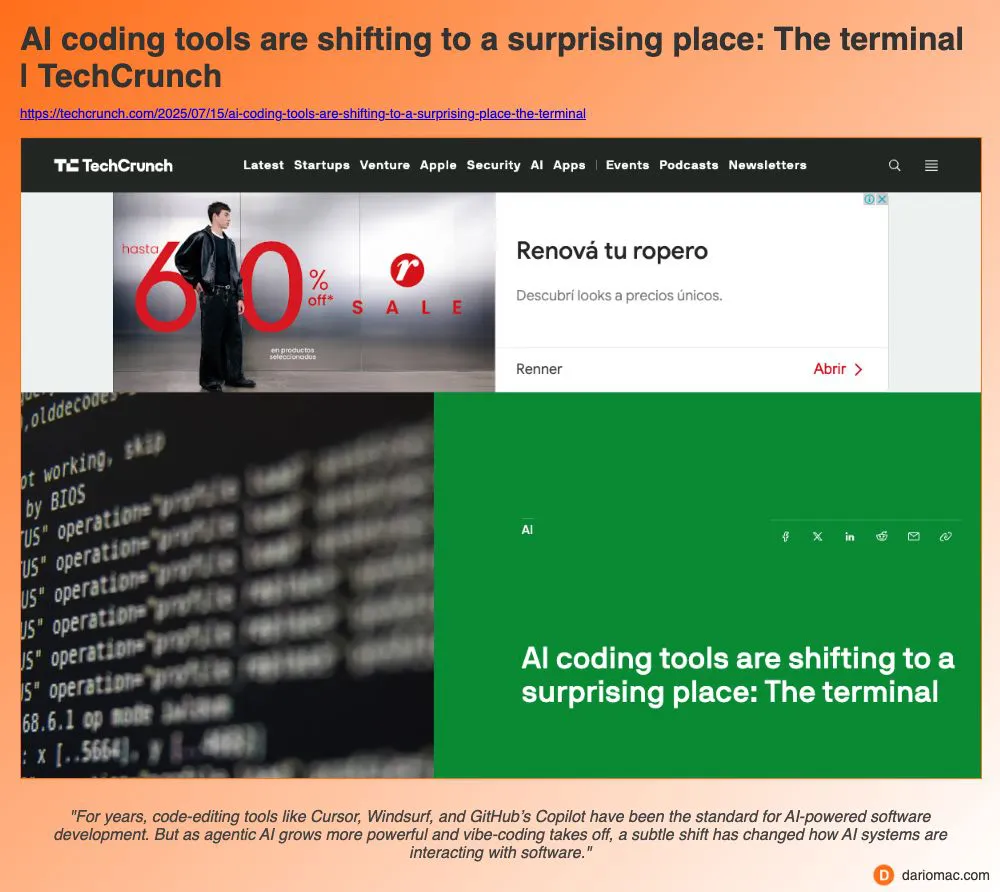 AI coding tools are shifting to a surprising place: The terminal
| TechCrunch
https://techcrunch.com/2025/07/15/ai-coding-tools-are-shifting-to-a-surprising-place-the-terminal
TechCrunch
Latest Startups Venture Apple Security AI Apps | Events Podcasts Newsletters
hasta
60% off*
r
SALE
en productos
seleccionados
Renová tu ropero
Descubrí looks a precios únicos.
Renner
Abrir
,olddecodes
ot working, skip
by BIOS
US" operation="profile
US" operation="profile
US" operation="profile
US" operation="profile
US" operation="profile
US" operation="profile
68.6.1 op mode
: x [..5664], y [..
AI
AI coding tools are shifting to a
surprising place: The terminal
"For years, code-editing tools like Cursor, Windsurf, and GitHub’s Copilot have been the standard for AI-powered software
development. But as agentic AI grows more powerful and vibe-coding takes off, a subtle shift has changed how AI systems are
interacting with software."
D dariomac.com